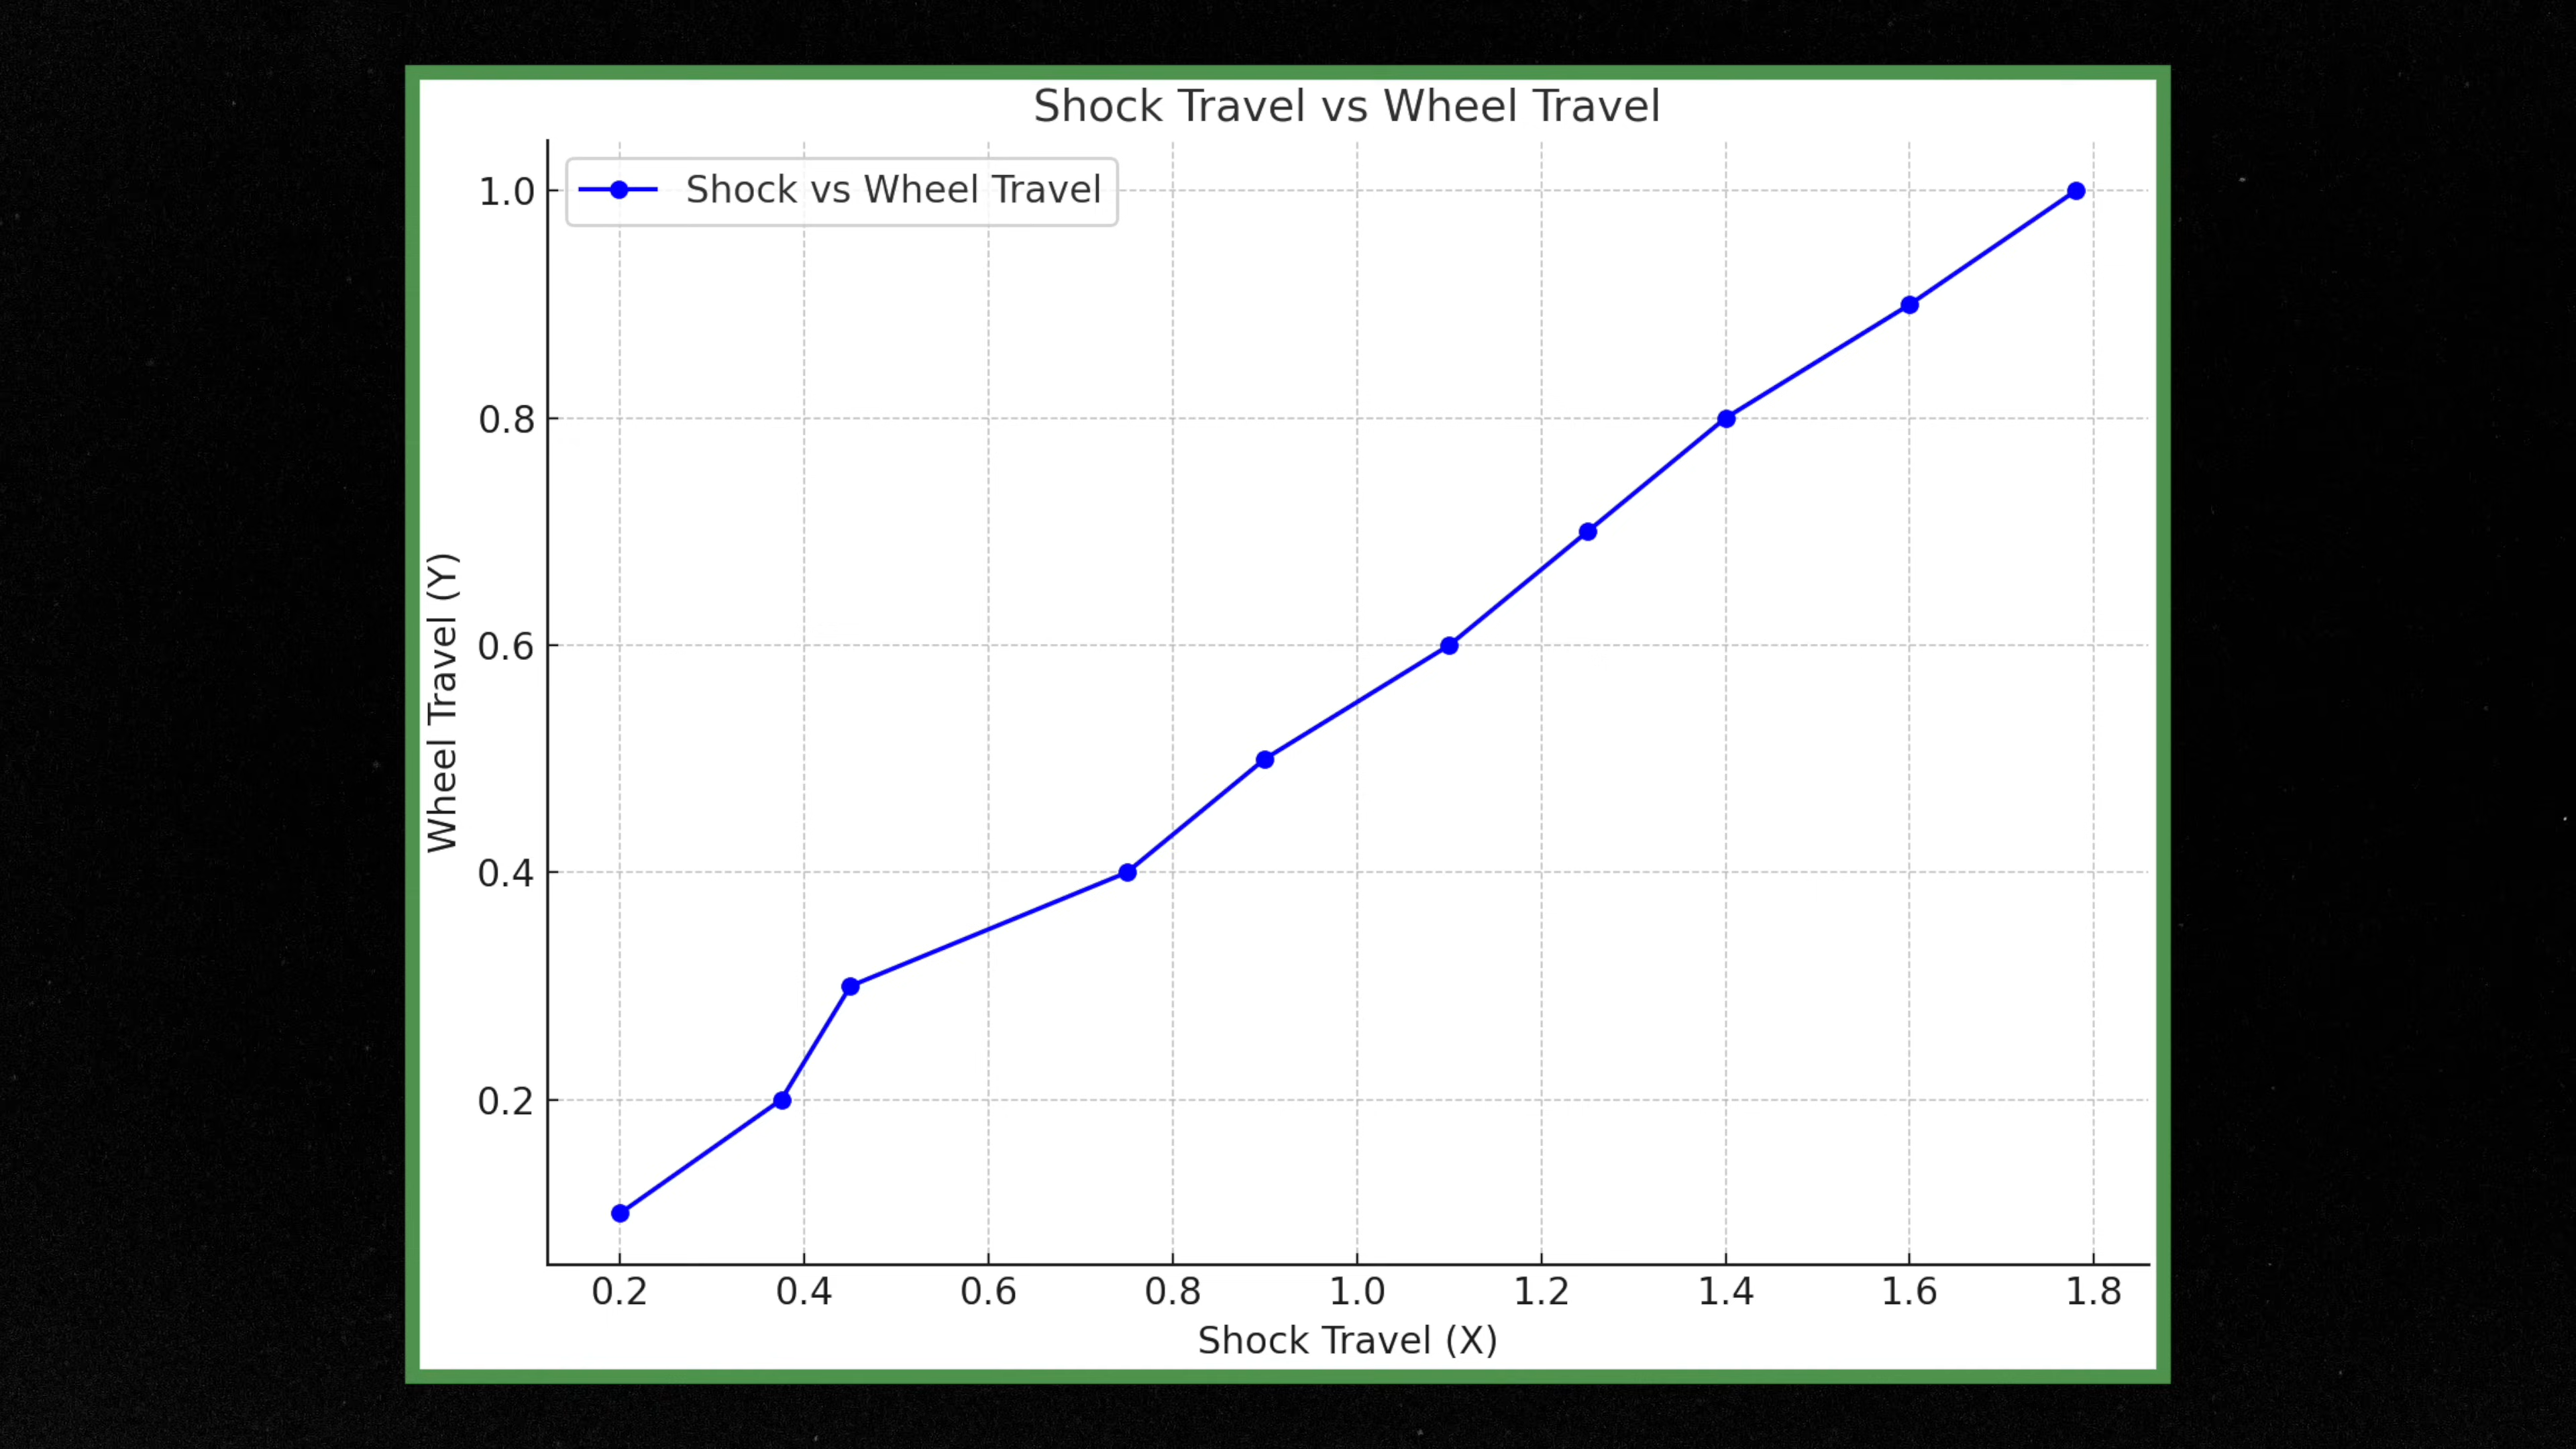 Shock Travel vs Wheel Travel
Shock vs Wheel Travel
1.0
0.8
0.6
0.4
0.2
Wheel Travel (Y)
0.2 0.4 0.6 0.8 1.0 1.2 1.4 1.6 1.8
Shock Travel (X)